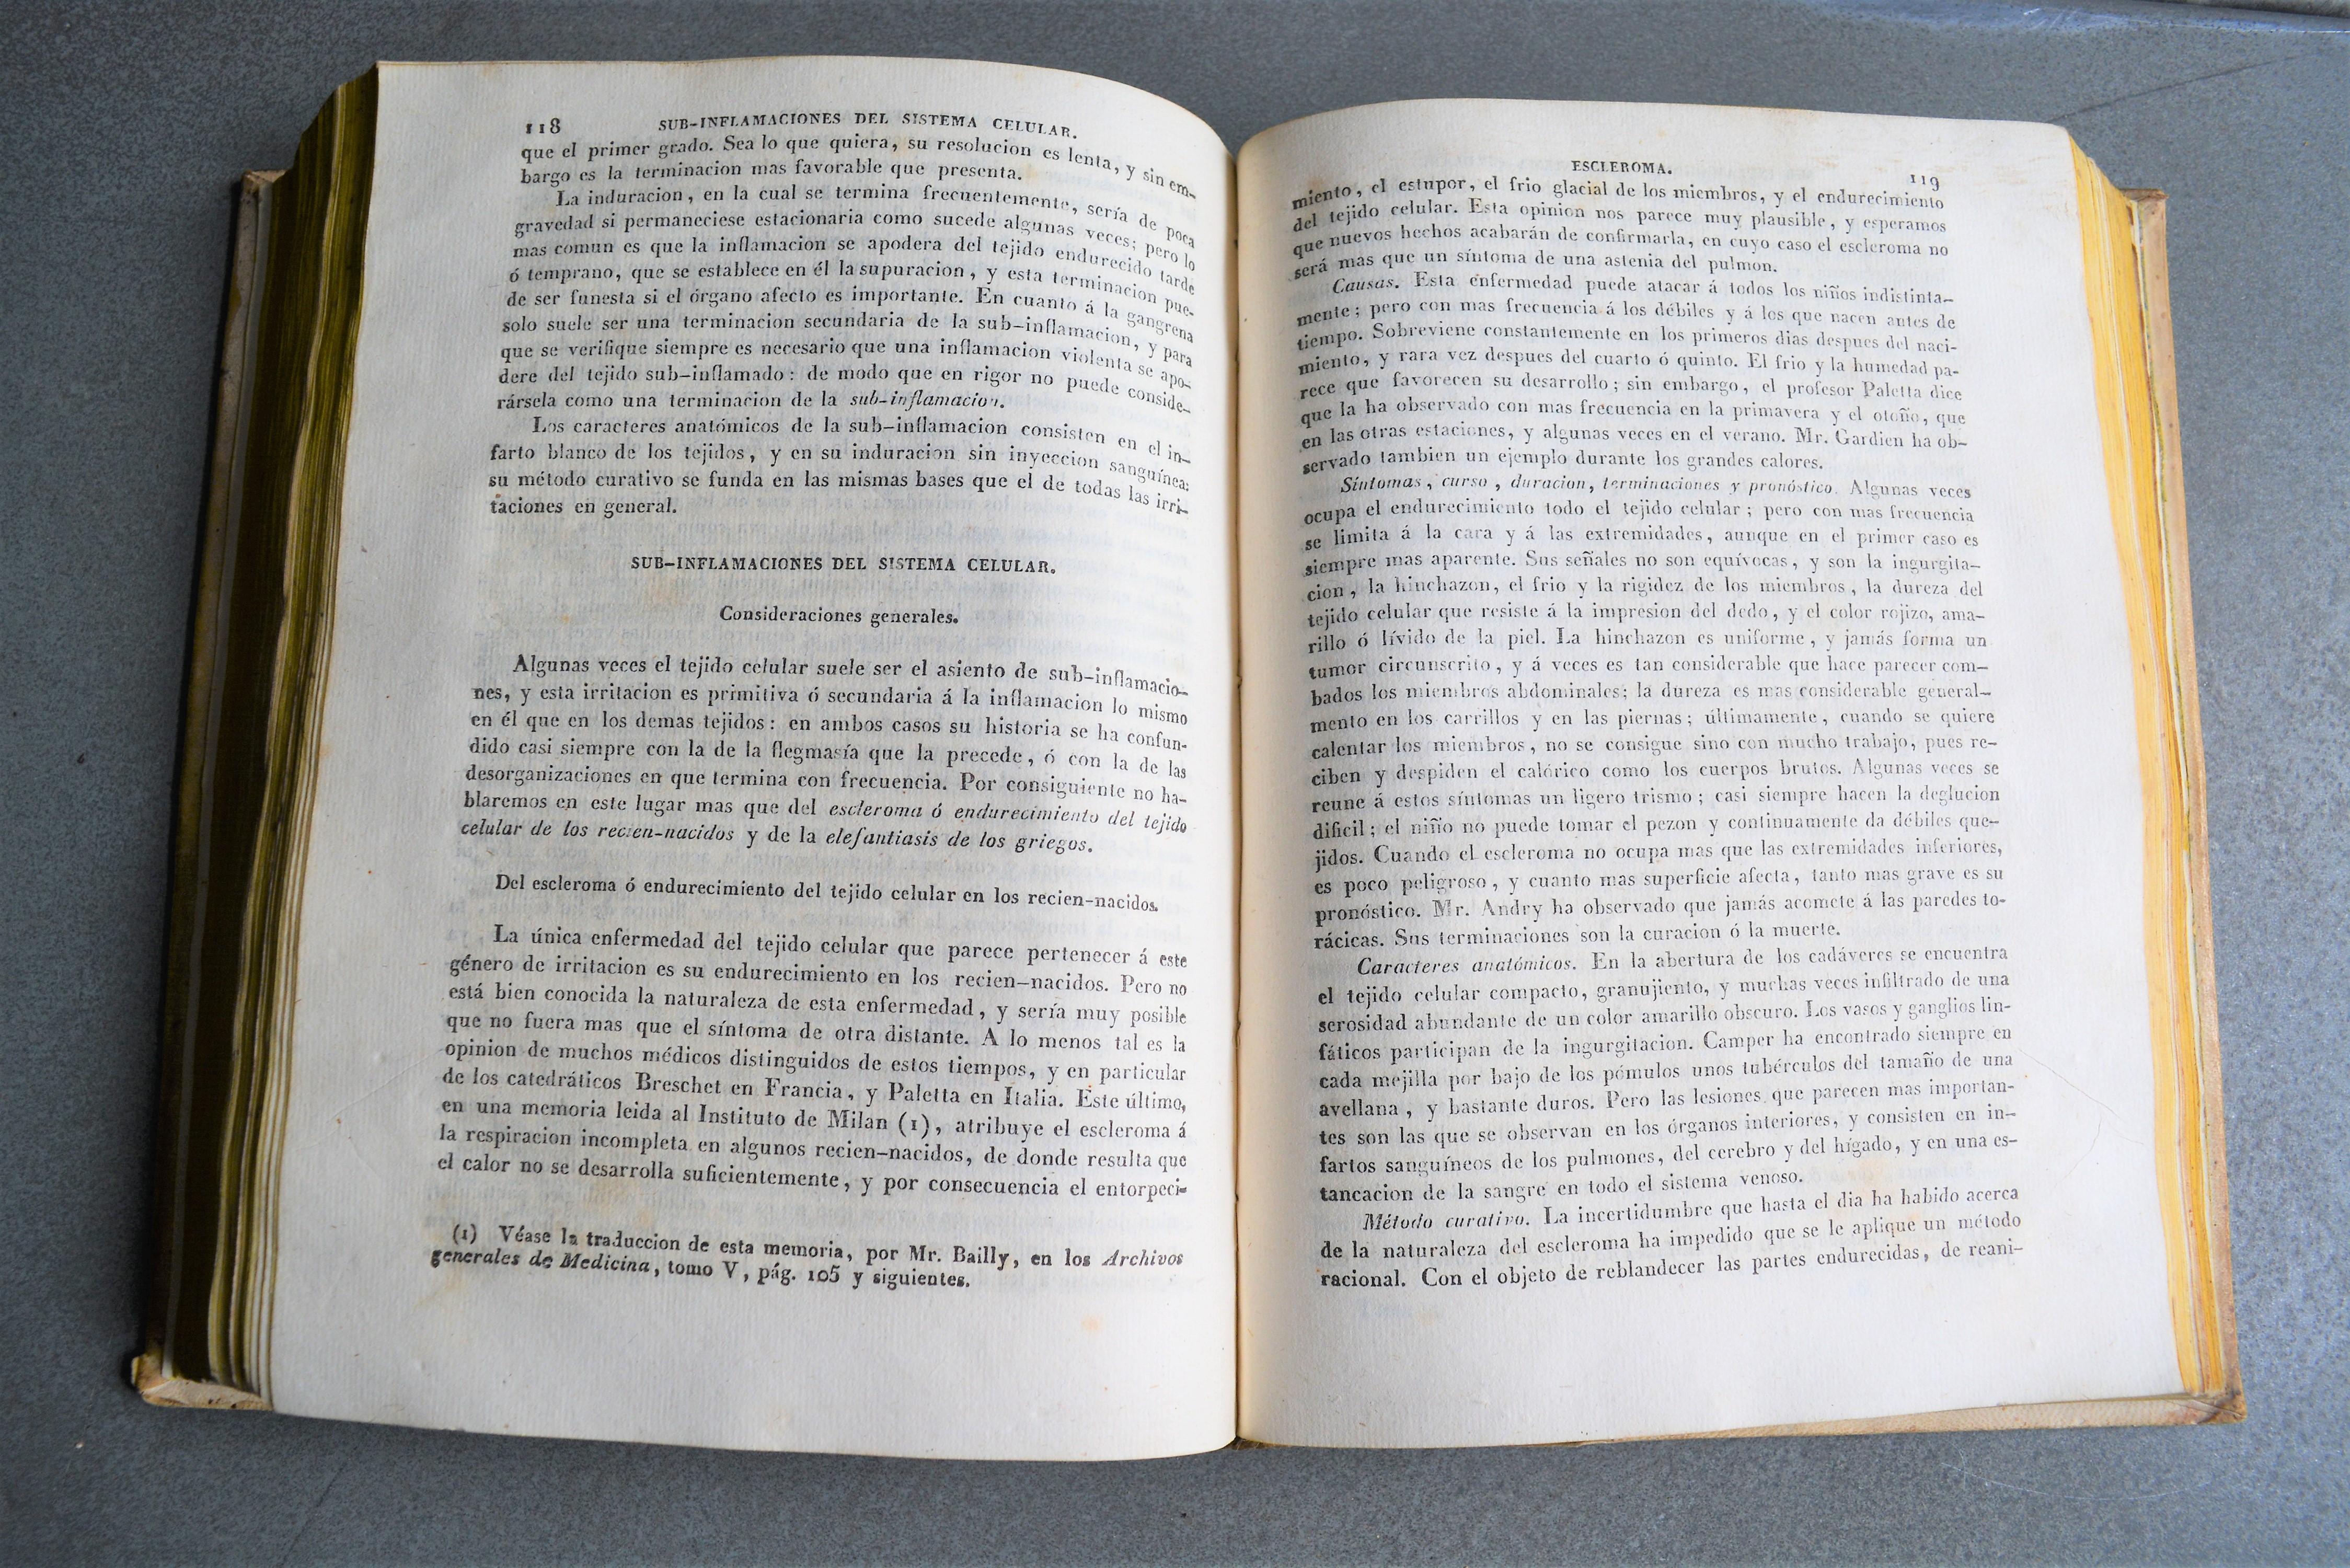 118 SUB-INFLAMACIONES DEL SISTEMA CELULAR.
que el primer grado. Sea lo que quiera, su resolucion es lenta, y sin em-
bargo es la terminacion mas favorable que presenta.
La induracion, en la cual se termina frecuentemente, sería de poca
gravedad si permaneciese estacionaria como sucede algunas veces; pero lo
mas comun es que la inflamacion se apodera del tejido endurecido tarde
ó temprano, que se establece en él la supuracion, y esta terminacion pue-
de ser funesta si el órgano afecto es importante. En cuanto á la gangrena
solo suele ser una terminacion secundaria de la sub-inflamacion, y para
que se verifique siempre es necesario que una inflamacion violenta se apo-
dere del tejido sub-inflamado: de modo que en rigor no puede conside-
rársela como una terminacion de la sub-inflamacion.
Los caracteres anatómicos de la sub-inflamacion consisten en el in-
farto blanco de los tejidos, y en su induracion sin inyeccion sanguínea:
su método curativo se funda en las mismas bases que el de todas las irri-
taciones en general.
SUB-INFLAMACIONES DEL SISTEMA CELULAR.
Consideraciones generales.
Algunas veces el tejido celular suele ser el asiento de sub-inflamacio-
nes, y esta irritacion es primitiva ó secundaria á la inflamacion lo mismo
en él que en los demas tejidos: en ambos casos su historia se ha confun-
dido casi siempre con la de la flegmasía que la precede, ó con la de las
desorganizaciones en que termina con frecuencia. Por consiguiente no ha-
blaremos en este lugar mas que del escleroma ó endurecimiento del tejido
celular de los recien-nacidos y de la elefantiasis de los griegos.
Del escleroma ó endurecimiento del tejido celular en los recien-nacidos.
La única enfermedad del tejido celular que parece pertenecer á este
género de irritacion es su endurecimiento en los recien-nacidos. Pero no
está bien conocida la naturaleza de esta enfermedad, y sería muy posible
que no fuera mas que el síntoma de otra distante. A lo menos tal es la
opinion de muchos médicos distinguidos de estos tiempos, y en particular
de los catedráticos Breschet en Francia, y Paletta en Italia. Este último,
en una memoria leida al Instituto de Milan (1), atribuye el escleroma á
la respiracion incompleta en algunos recien-nacidos, de donde resulta que
el calor no se desarrolla suficientemente, y por consecuencia el entorpeci-
(1) Véase la traduccion de esta memoria, por Mr. Bailly, en los Archivos
generales de Medicina, tomo V, pág. 105 y siguientes.
ESCLEROMA. 119
miento, el estupor, el frio glacial de los miembros, y el endurecimiento
del tejido celular. Esta opinion nos parece muy plausible, y esperamos
que nuevos hechos acabarán de confirmarla, en cuyo caso el escleroma no
será mas que un síntoma de una astenia del pulmon.
Causas. Esta enfermedad puede atacar á todos los niños indistinta-
mente; pero con mas frecuencia á los débiles y á los que nacen antes de
tiempo. Sobreviene constantemente en los primeros dias despues del naci-
miento, y rara vez despues del cuarto ó quinto. El frio y la humedad pa-
rece que favorecen su desarrollo; sin embargo, el profesor Paletta dice
que la ha observado con mas frecuencia en la primavera y el otoño, que
en las otras estaciones, y algunas veces en el verano. Mr. Gardien ha ob-
servado tambien un ejemplo durante los grandes calores.
Síntomas, curso, duracion, terminaciones y pronóstico. Algunas veces
ocupa el endurecimiento todo el tejido celular; pero con mas frecuencia
se limita á la cara y á las extremidades, aunque en el primer caso es
siempre mas aparente. Sus señales no son equívocas, y son la ingurgita-
cion, la hinchazon, el frio y la rigidez de los miembros, la dureza del
tejido celular que resiste á la impresion del dedo, y el color rojizo, ama-
rillo ó lívido de la piel. La hinchazon es uniforme, y jamás forma un
tumor circunscrito, y á veces es tan considerable que hace parecer com-
bados los miembros abdominales; la dureza es mas considerable general-
mento en los carrillos y en las piernas; últimamente, cuando se quiere
calentar los miembros, no se consigue sino con mucho trabajo, pues re-
ciben y despiden el calórico como los cuerpos brutos. Algunas veces se
reune á estos síntomas un ligero trismo; casi siempre hacen la deglucion
dificil; el niño no puede tomar el pezon y continuamente da débiles que-
jidos. Cuando el escleroma no ocupa mas que las extremidades inferiores,
es poco peligroso, y cuanto mas superficie afecta, tanto mas grave es su
pronóstico. Mr. Andry ha observado que jamás acomete á las paredes to-
rácicas. Sus terminaciones son la curacion ó la muerte.
Caracteres anatómicos. En la abertura de los cadáveres se encuentra
el tejido celular compacto, granujiento, y muchas veces infiltrado de una
serosidad abundante de un color amarillo obscuro. Los vasos y ganglios lin-
fáticos participan de la ingurgitacion. Camper ha encontrado siempre en
cada mejilla por bajo de los pómulos unos tubérculos del tamaño de una
avellana, y bastante duros. Pero las lesiones que parecen mas importan-
tes son las que se observan en los órganos interiores, y consisten en in-
fartos sanguíneos de los pulmones, del cerebro y del hígado, y en una es-
tancacion de la sangre en todo el sistema venoso.
Método curativo. La incertidumbre que hasta el dia ha habido acerca
de la naturaleza del escleroma ha impedido que se le aplique un método
racional. Con el objeto de reblandecer las partes endurecidas, de reani-